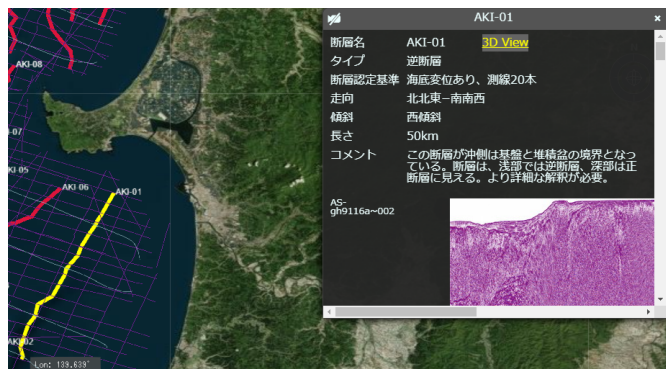 AKI-08
-07
KI-05
AKI-06
AKI-01
AKI-02
Lon: 139.639°
AKI-01
断層名 AKI-01 3D View
タイプ 逆断層
断層認定基準 海底変位あり、測線20本
走向 北北東−南南西
傾斜 西傾斜
長さ 50km
コメント この断層が沖側は基盤と堆積盆の境界となっ
ている。断層は、浅部では逆断層、深部は正
断層に見える。より詳細な解釈が必要。
AS-
gh9116a~002